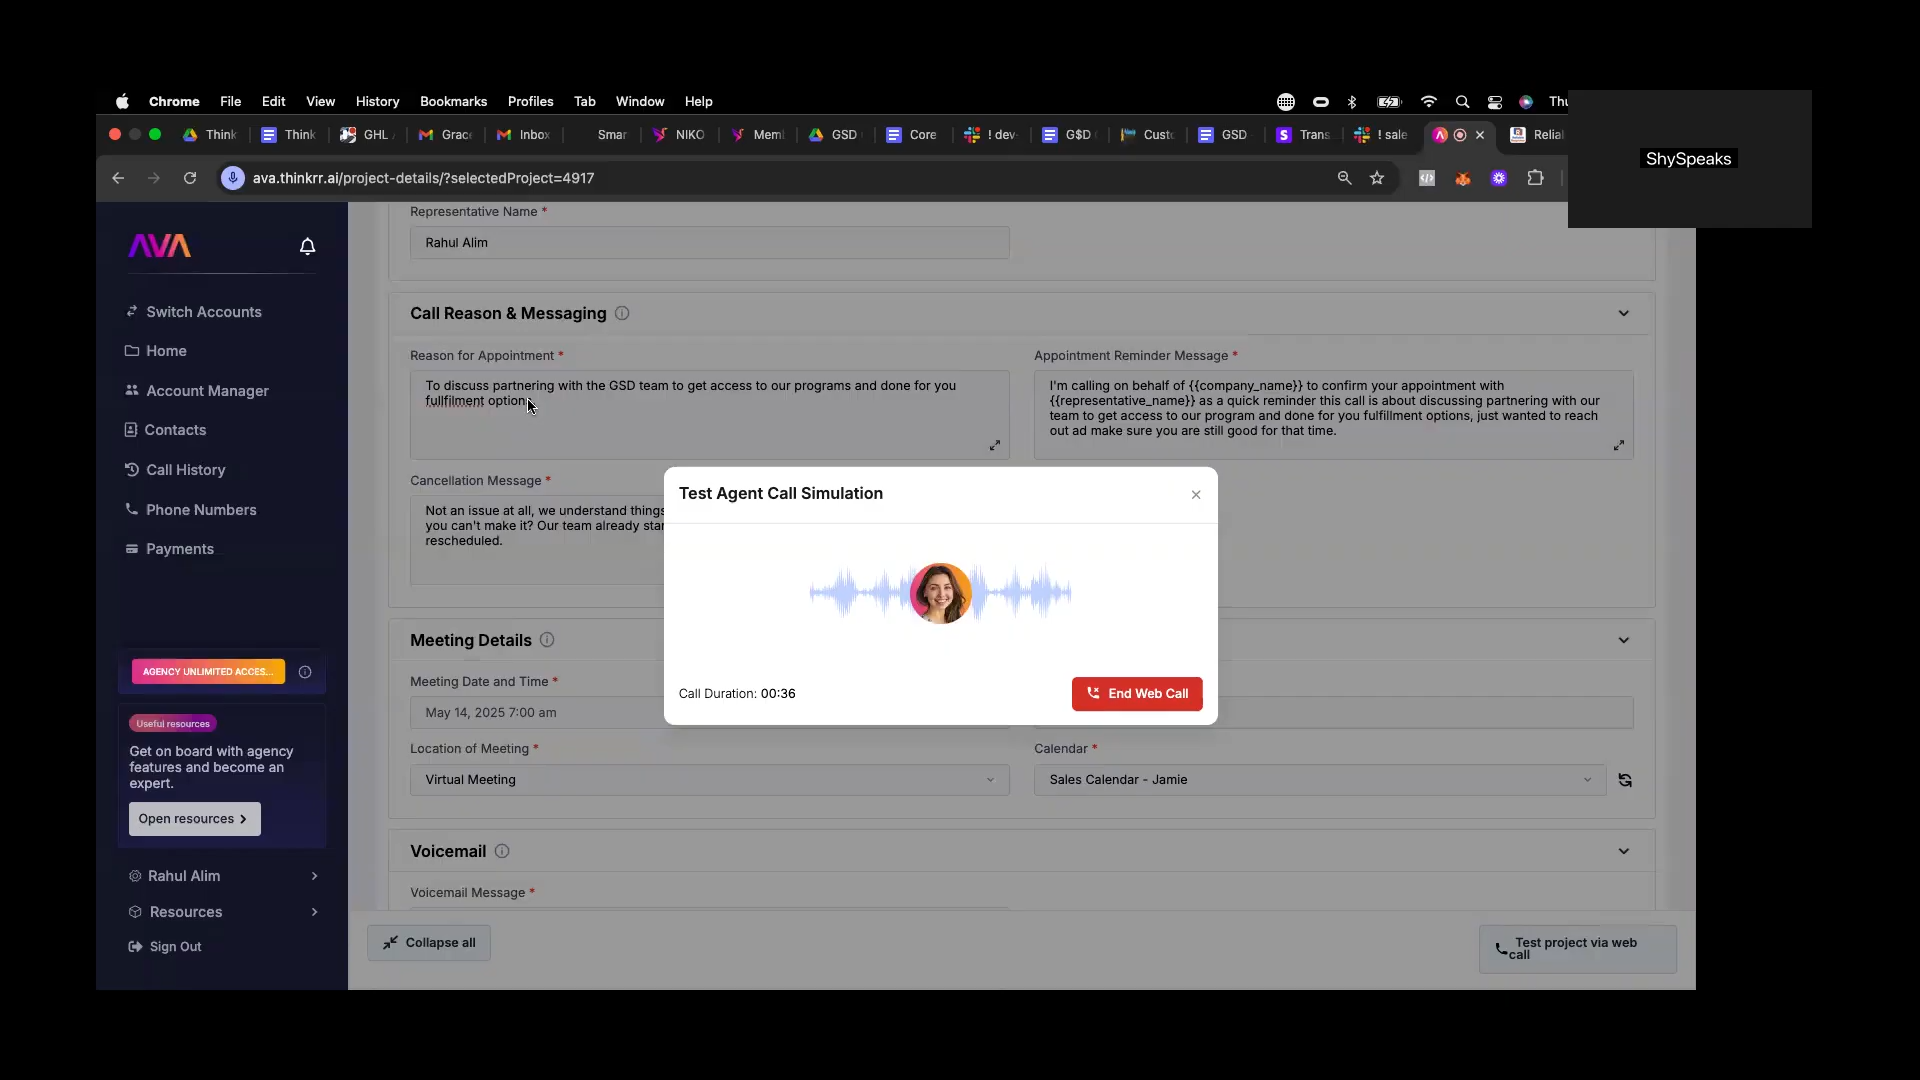 Chrome File Edit View History Bookmarks Profiles Tab Window Help
Thu
Think Think GHL Grace Inbox Smar NIKO Mem GSD Core ! dev- G$D Cust GSD Trans ! sale Relial
ShySpeaks
ava.thinkrr.ai/project-details/?selectedProject=4917
AVA
Switch Accounts
Home
Account Manager
Contacts
Call History
Phone Numbers
Payments
AGENCY UNLIMITED ACCES...
Useful resources
Get on board with agency
features and become an
expert.
Open resources
Rahul Alim
Resources
Sign Out
Representative Name *
Rahul Alim
Call Reason & Messaging
Reason for Appointment *
To discuss partnering with the GSD team to get access to our programs and done for you
fullfilment option
Appointment Reminder Message *
I'm calling on behalf of {{company_name}} to confirm your appointment with
{{representative_name}} as a quick reminder this call is about discussing partnering with our
team to get access to our program and done for you fulfillment options, just wanted to reach
out ad make sure you are still good for that time.
Cancellation Message *
Not an issue at all, we understand things
you can't make it? Our team already star
rescheduled.
Test Agent Call Simulation
Call Duration: 00:36
End Web Call
Meeting Details
Meeting Date and Time *
May 14, 2025 7:00 am
Location of Meeting *
Virtual Meeting
Calendar *
Sales Calendar - Jamie
Voicemail
Voicemail Message *
Collapse all
Test project via web
call